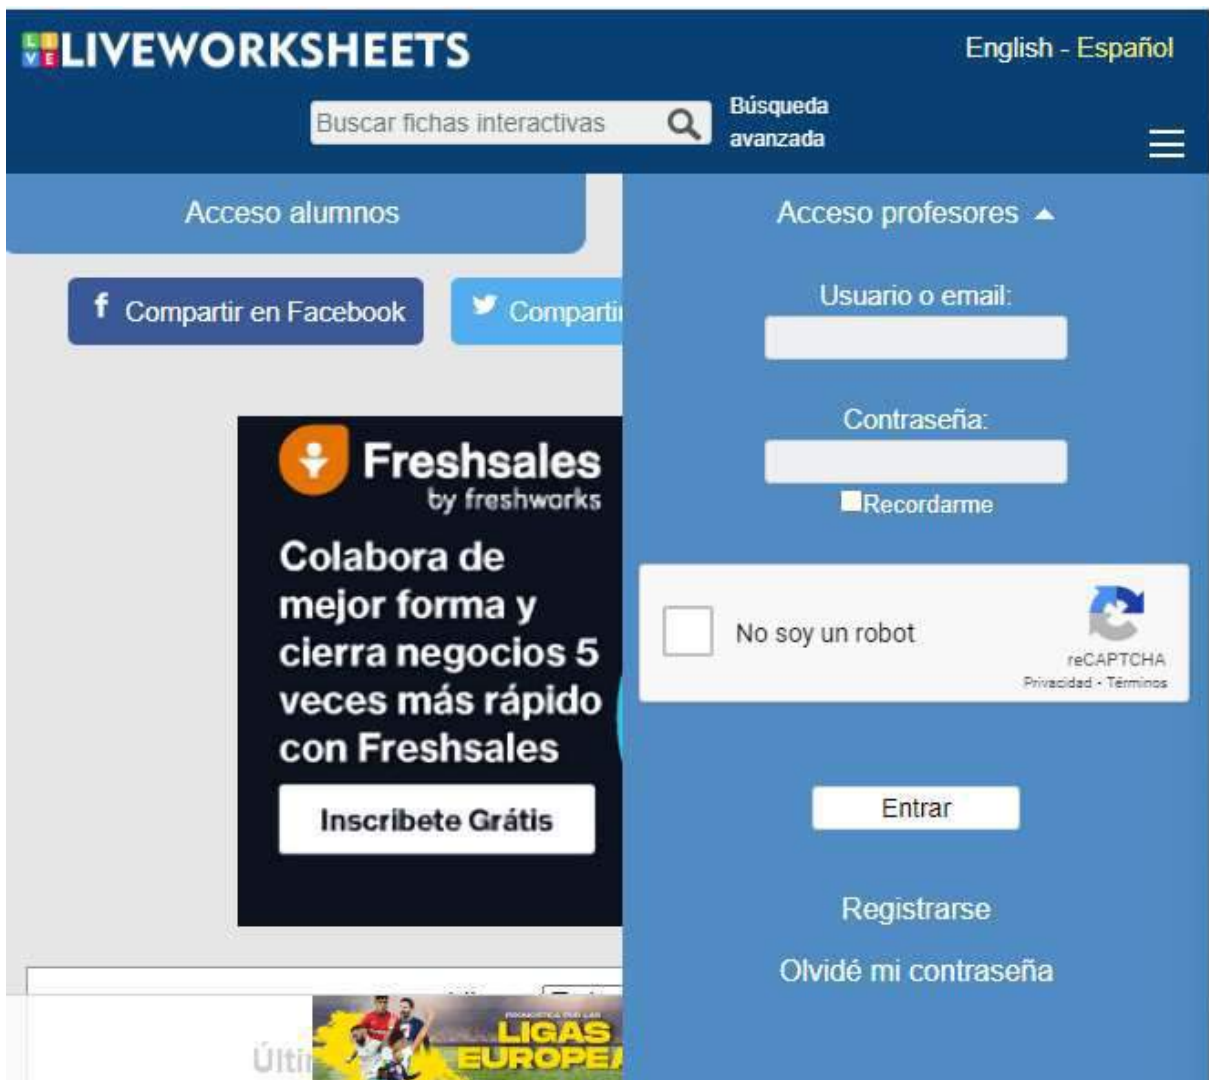 LIVE LIVEWORKSHEETS
English - Español
Buscar fichas interactivas
Búsqueda
avanzada
Acceso alumnos
Acceso profesores
f Compartir en Facebook
Usuario o email:
Contraseña:
Recordarme
Freshsales
by freshworks
Colabora de
mejor forma y
cierra negocios 5
veces más rápido
con Freshsales
Inscribete Grátis
No soy un robot
reCAPTCHA
Privacidad - Términos
Entrar
Registrarse
Olvidé mi contraseña
LIGAS